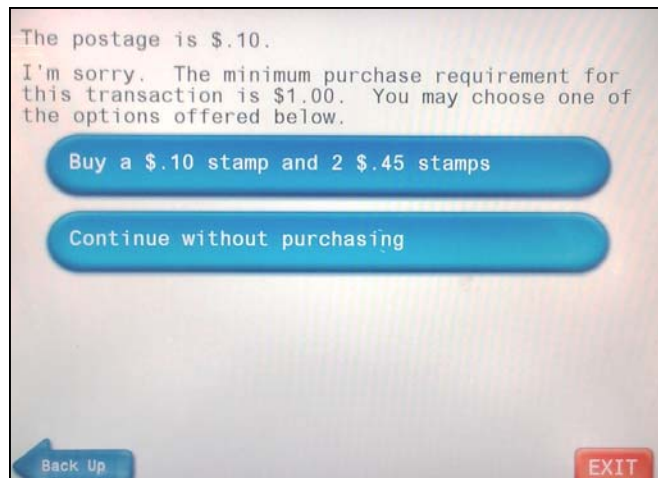 The postage is $.10.
I'm sorry.  The minimum purchase requirement for
this transaction is $1.00.  You may choose one of
the options offered below.
Buy a $.10 stamp and 2 $.45 stamps
Continue without purchasing
Back Up
EXIT